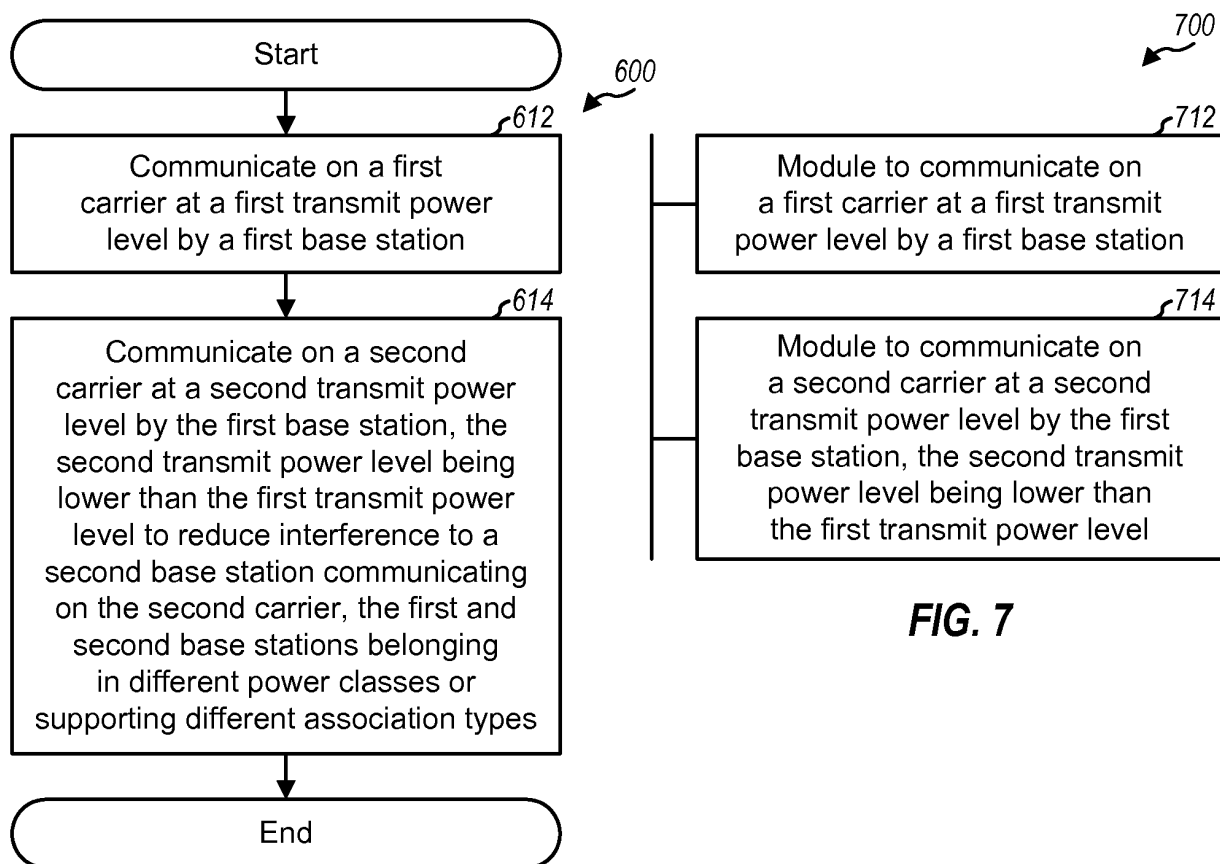 Start
600
612
Communicate on a first
carrier at a first transmit power
level by a first base station
614
Communicate on a second
carrier at a second transmit power
level by the first base station, the
second transmit power level being
lower than the first transmit power
level to reduce interference to a
second base station communicating
on the second carrier, the first and
second base stations belonging
in different power classes or
supporting different association types
End
700
712
Module to communicate on
a first carrier at a first transmit
power level by a first base station
714
Module to communicate on
a second carrier at a second
transmit power level by the first
base station, the second transmit
power level being lower than
the first transmit power level
FIG. 7